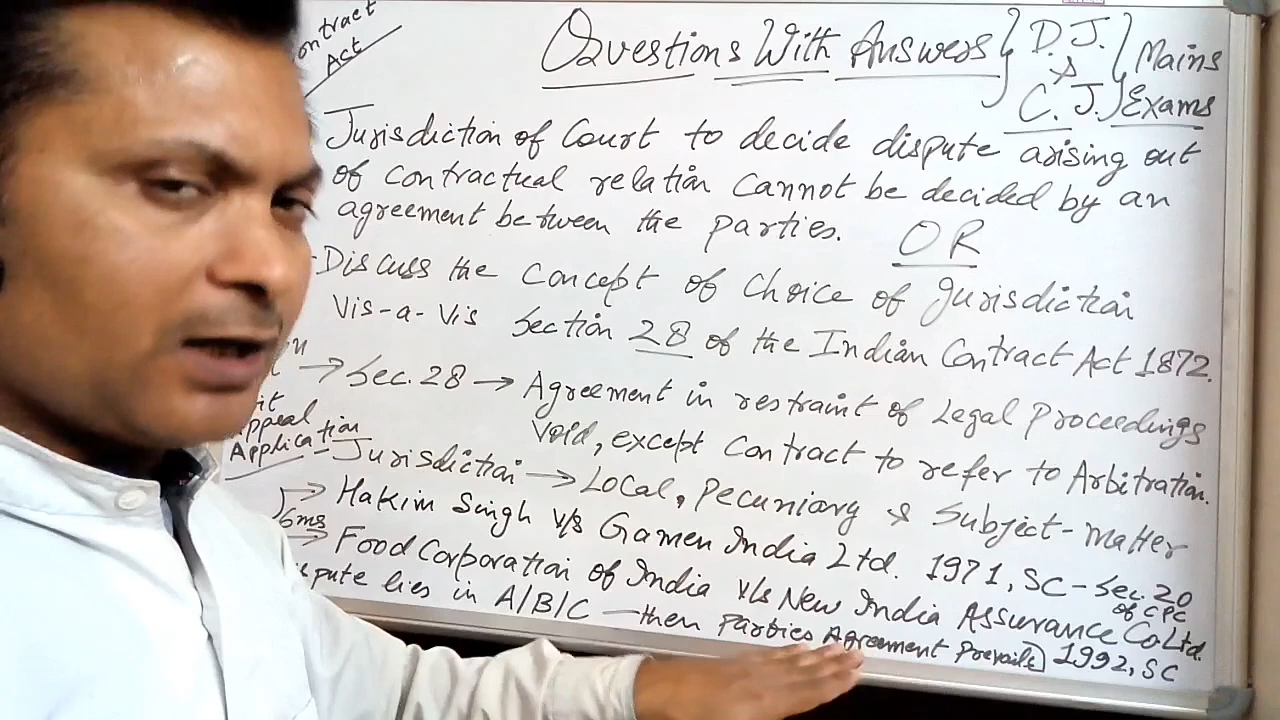 ontract
Act
Questions With Answers } D.J. } Mains
&
C.J. Exams
Jurisdiction of Court to decide dispute arising out
of contractual relation cannot be decided by an
agreement between the parties. OR
Discuss the concept of Choice of Jurisdiction
Vis-a-Vis Section 28 of the Indian Contract Act 1872.
→ Sec. 28 → Agreement in restraint of Legal Proceedings
Void, except Contract to refer to Arbitration.
ppeal
Application
Jurisdiction → Local, Pecuniary & Subject-matter
→ Hakim Singh v/s Gamen India Ltd. 1971, SC - Sec. 20
of CPC
6ms
→ Food Corporation of India v/s New India Assurance Co Ltd.
1992, SC
pute lies in A/B/C — then Parties Agreement Prevails